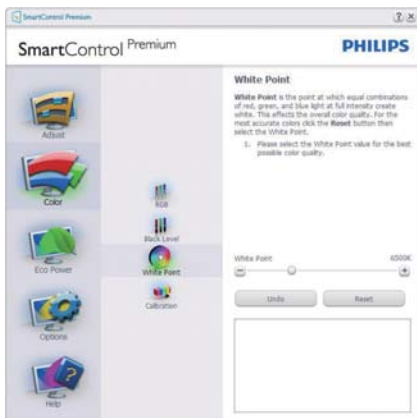 SmartControl Premium
SmartControl Premium
PHILIPS
Adjust
Color
Eco Power
Options
Help
RGB
Black Level
White Point
Calibration
White Point
White Point is the point at which equal combinations
of red, green, and blue light at full intensity create
white. This effects the overall color quality. For the
most accurate colors click the Reset button then
select the White Point.
1. Please select the White Point value for the best
possible color quality.
White Point 6500K
Undo Reset